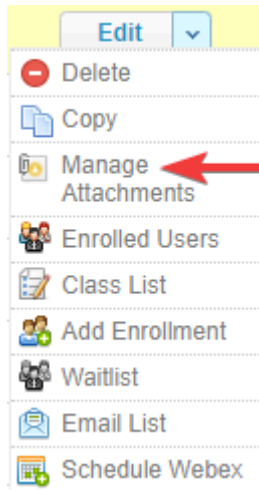 Edit
Delete
Copy
Manage
Attachments
Enrolled Users
Class List
Add Enrollment
Waitlist
Email List
Schedule Webex